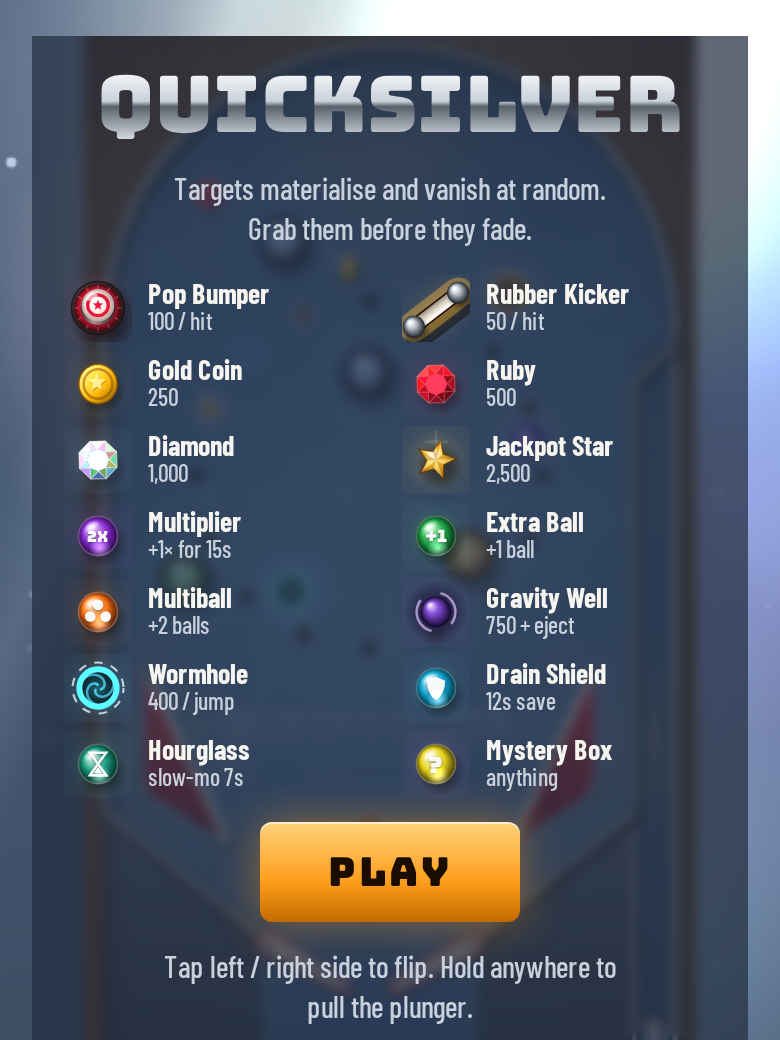 QUICKSILVER
Targets materialise and vanish at random.
Grab them before they fade.
Pop Bumper
100 / hit
Rubber Kicker
50 / hit
Gold Coin
250
Ruby
500
Diamond
1,000
Jackpot Star
2,500
2X
Multiplier
+1× for 15s
+1
Extra Ball
+1 ball
Multiball
+2 balls
Gravity Well
750 + eject
Wormhole
400 / jump
Drain Shield
12s save
Hourglass
slow-mo 7s
?
Mystery Box
anything
PLAY
Tap left / right side to flip. Hold anywhere to
pull the plunger.